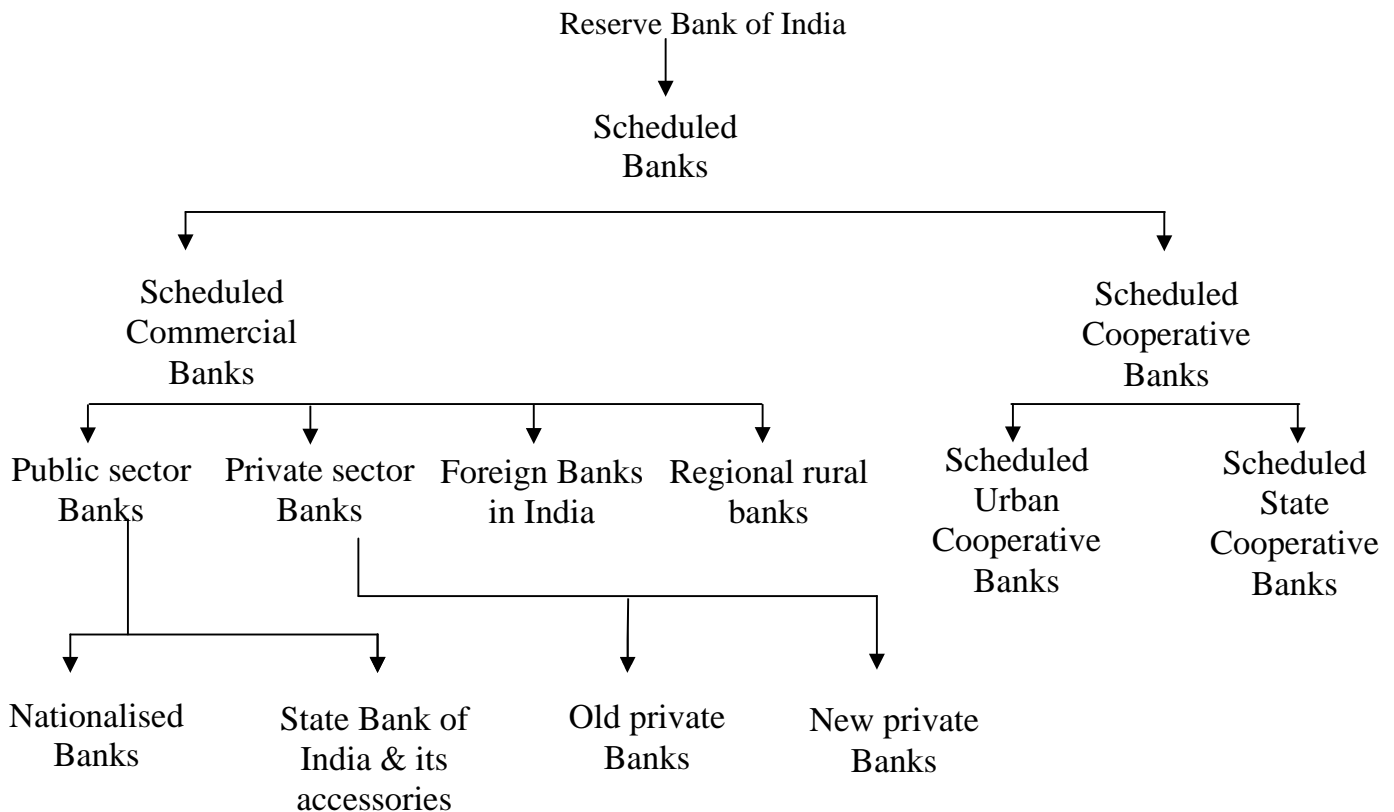 Reserve Bank of India
Scheduled
Banks
Scheduled
Commercial
Banks
Scheduled
Cooperative
Banks
Public sector
Banks
Private sector
Banks
Foreign Banks
in India
Regional rural
banks
Scheduled
Urban
Cooperative
Banks
Scheduled
State
Cooperative
Banks
Nationalised
Banks
State Bank of
India & its
accessories
Old private
Banks
New private
Banks